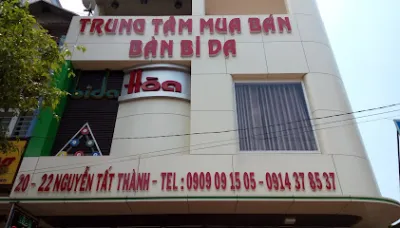 TRUNG TÂM MUA BÁN
BÀN BI DA
bida Hòa
20 - 22 NGUYỄN TẤT THÀNH - TEL : 0909 09 15 05 - 0914 37 85 37